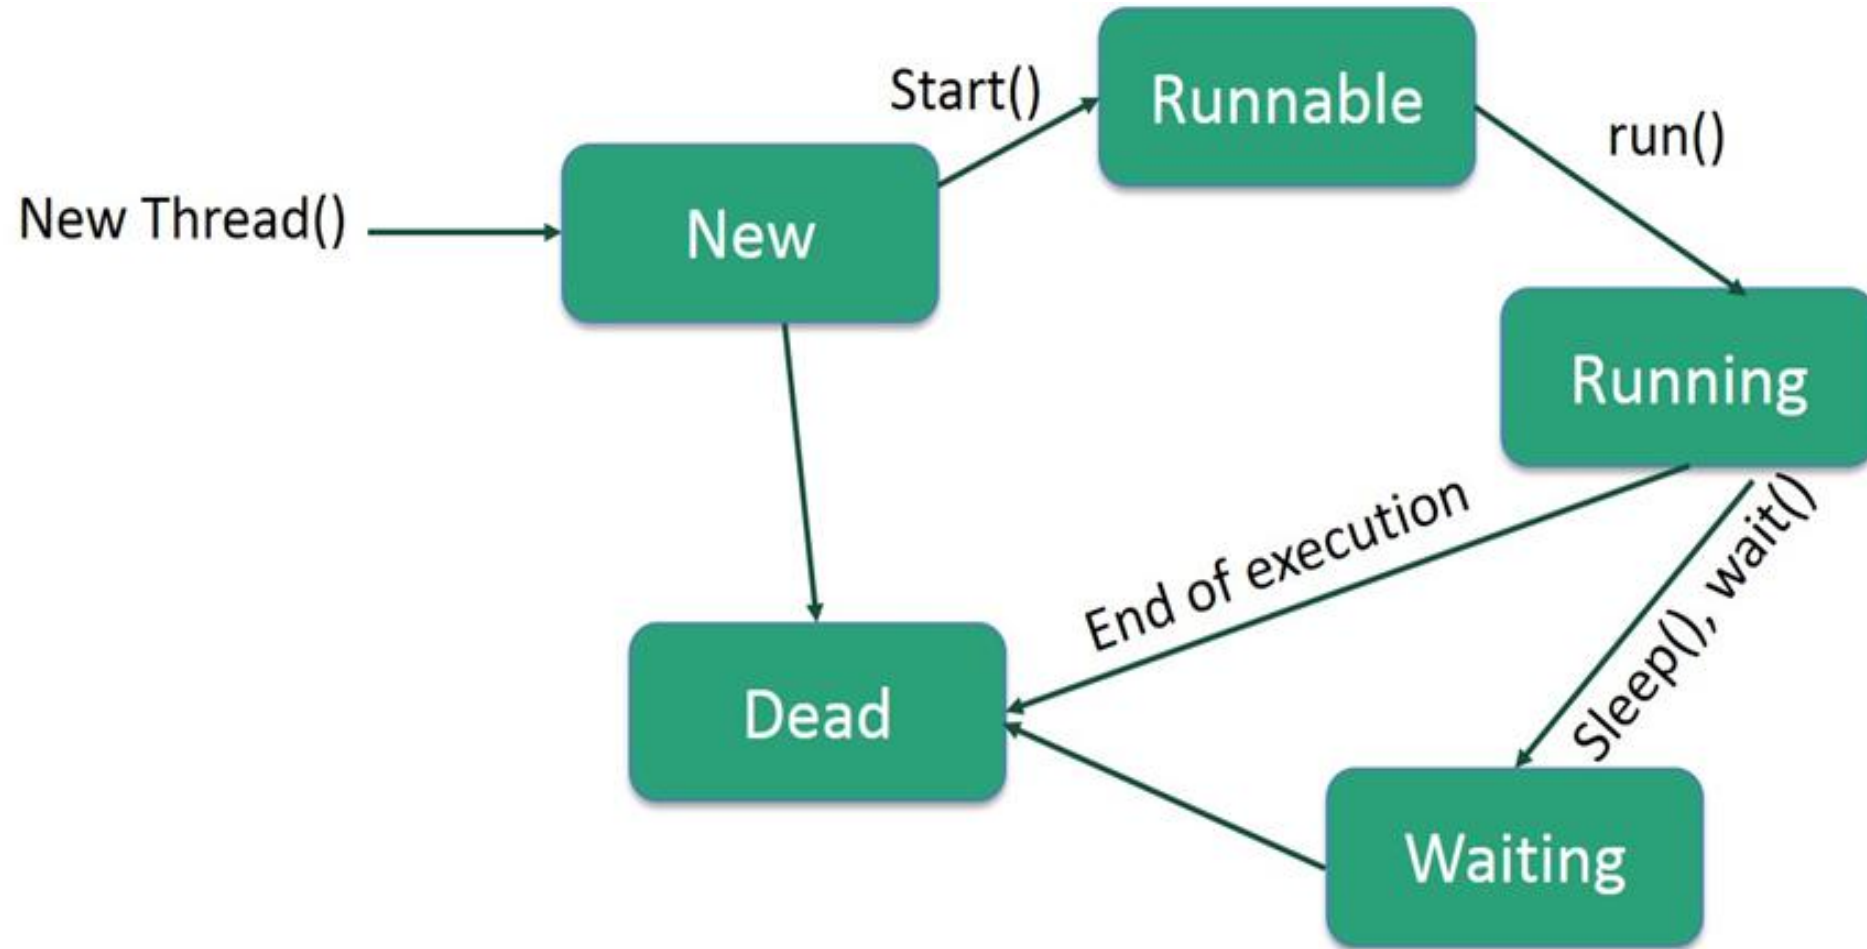 New Thread()
New
Start()
Runnable
run()
Running
End of execution
Sleep(), wait()
Dead
Waiting